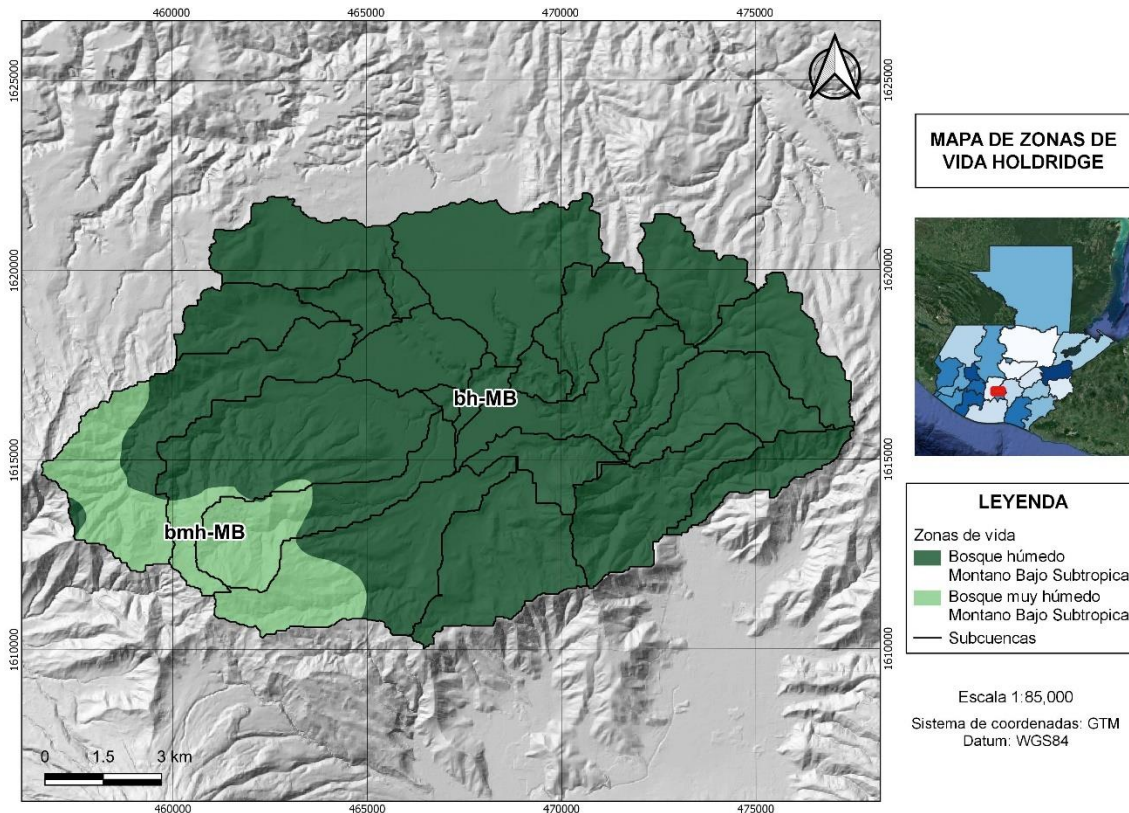 460000 465000 470000 475000
1625000 1625000
1620000 1620000
1615000 1615000
1610000 1610000
bh-MB
bmh-MB
0 1.5 3 km
460000 465000 470000 475000
MAPA DE ZONAS DE
VIDA HOLDRIDGE
LEYENDA
Zonas de vida
Bosque húmedo
Montano Bajo Subtropica
Bosque muy húmedo
Montano Bajo Subtropica
Subcuencas
Escala 1:85,000
Sistema de coordenadas: GTM
Datum: WGS84